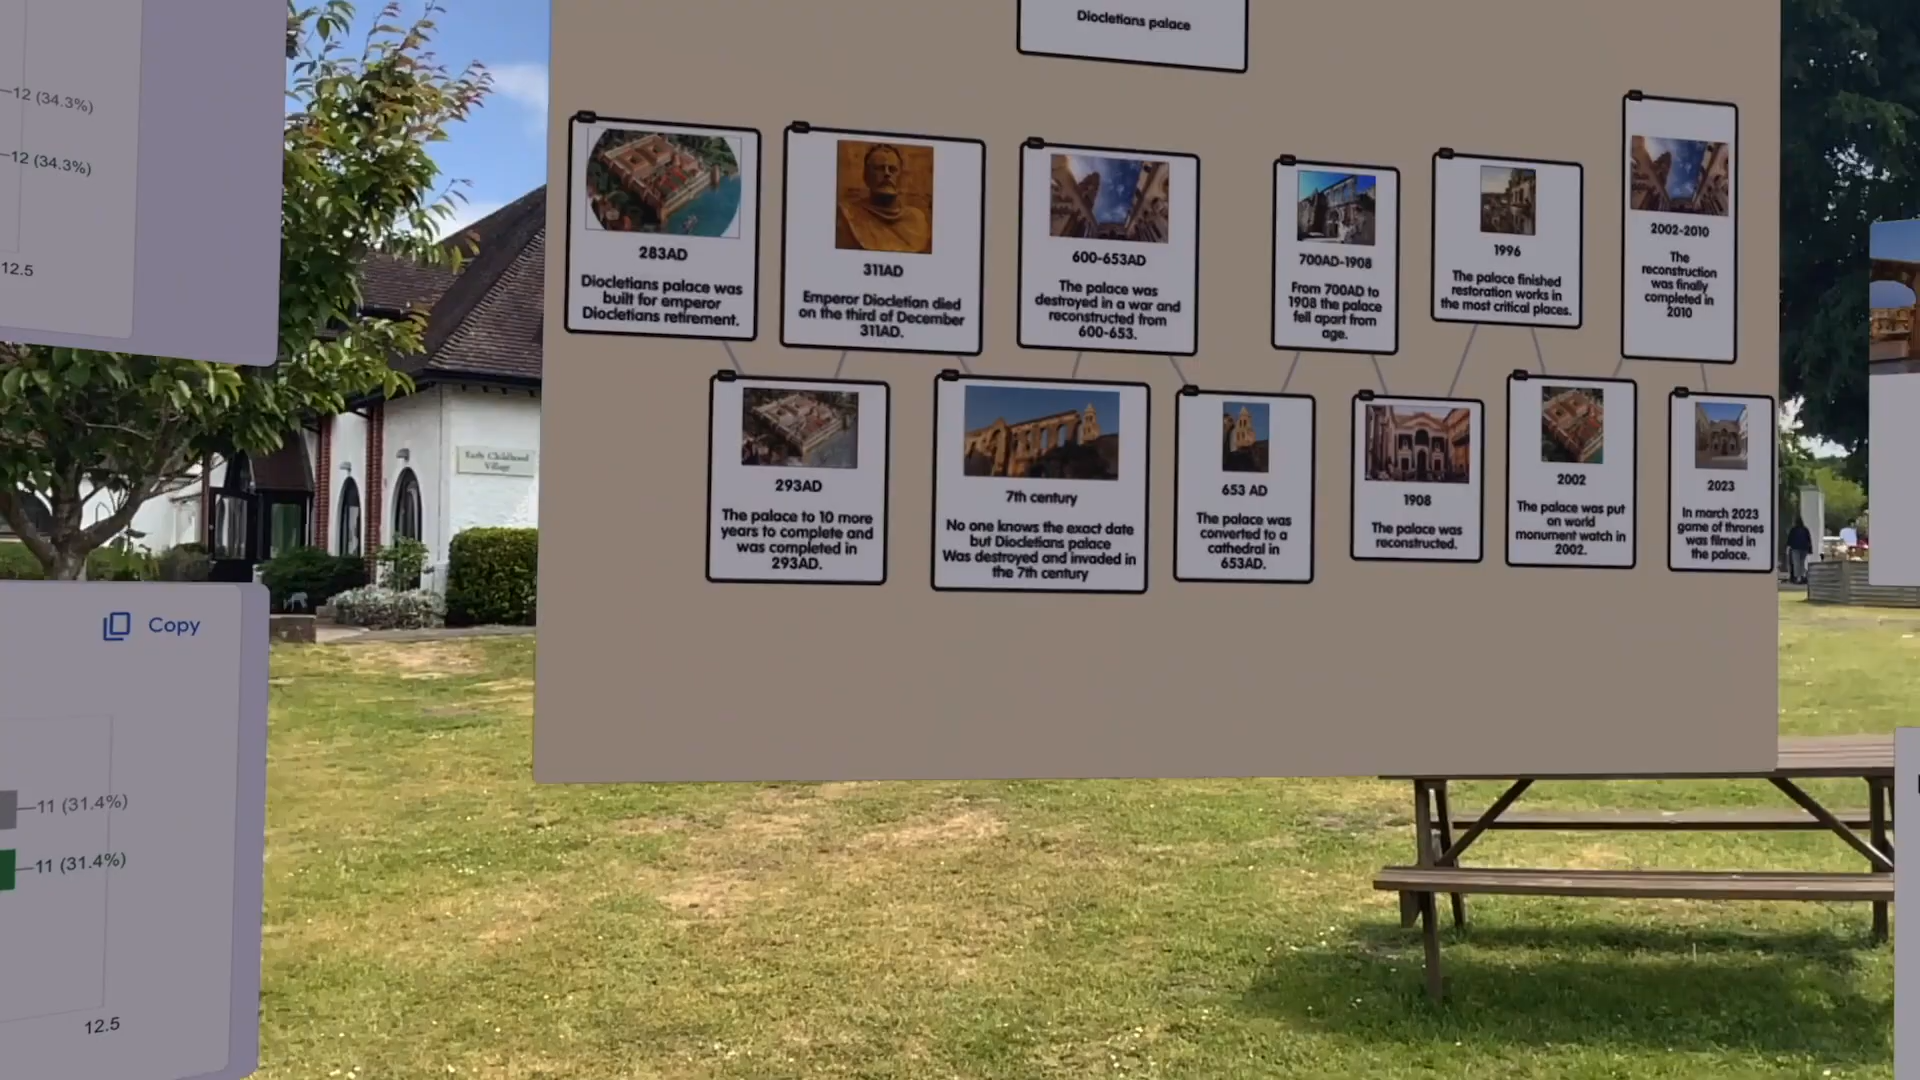 Diocletians palace
12 (34.3%)
12 (34.3%)
12.5
283AD
Diocletians palace was
built for emperor
Diocletians retirement.
311AD
Emperor Diocletian died
on the third of December
311AD.
600-653AD
The palace was
destroyed in a war and
reconstructed from
600-653.
700AD-1908
From 700AD to
1908 the palace
fell apart from
age.
1996
The palace finished
restoration works in
the most critical places.
2002-2010
The
reconstruction
was finally
completed in
2010
293AD
The palace to 10 more
years to complete and
was completed in
293AD.
7th century
No one knows the exact date
but Diocletians palace
Was destroyed and invaded in
the 7th century
653 AD
The palace was
converted to a
cathedral in
653AD.
1908
The palace was
reconstructed.
2002
The palace was put
on world
monument watch in
2002.
2023
In march 2023
game of thrones
was filmed in
the palace.
Early Childhood
Village
Copy
11 (31.4%)
11 (31.4%)
12.5